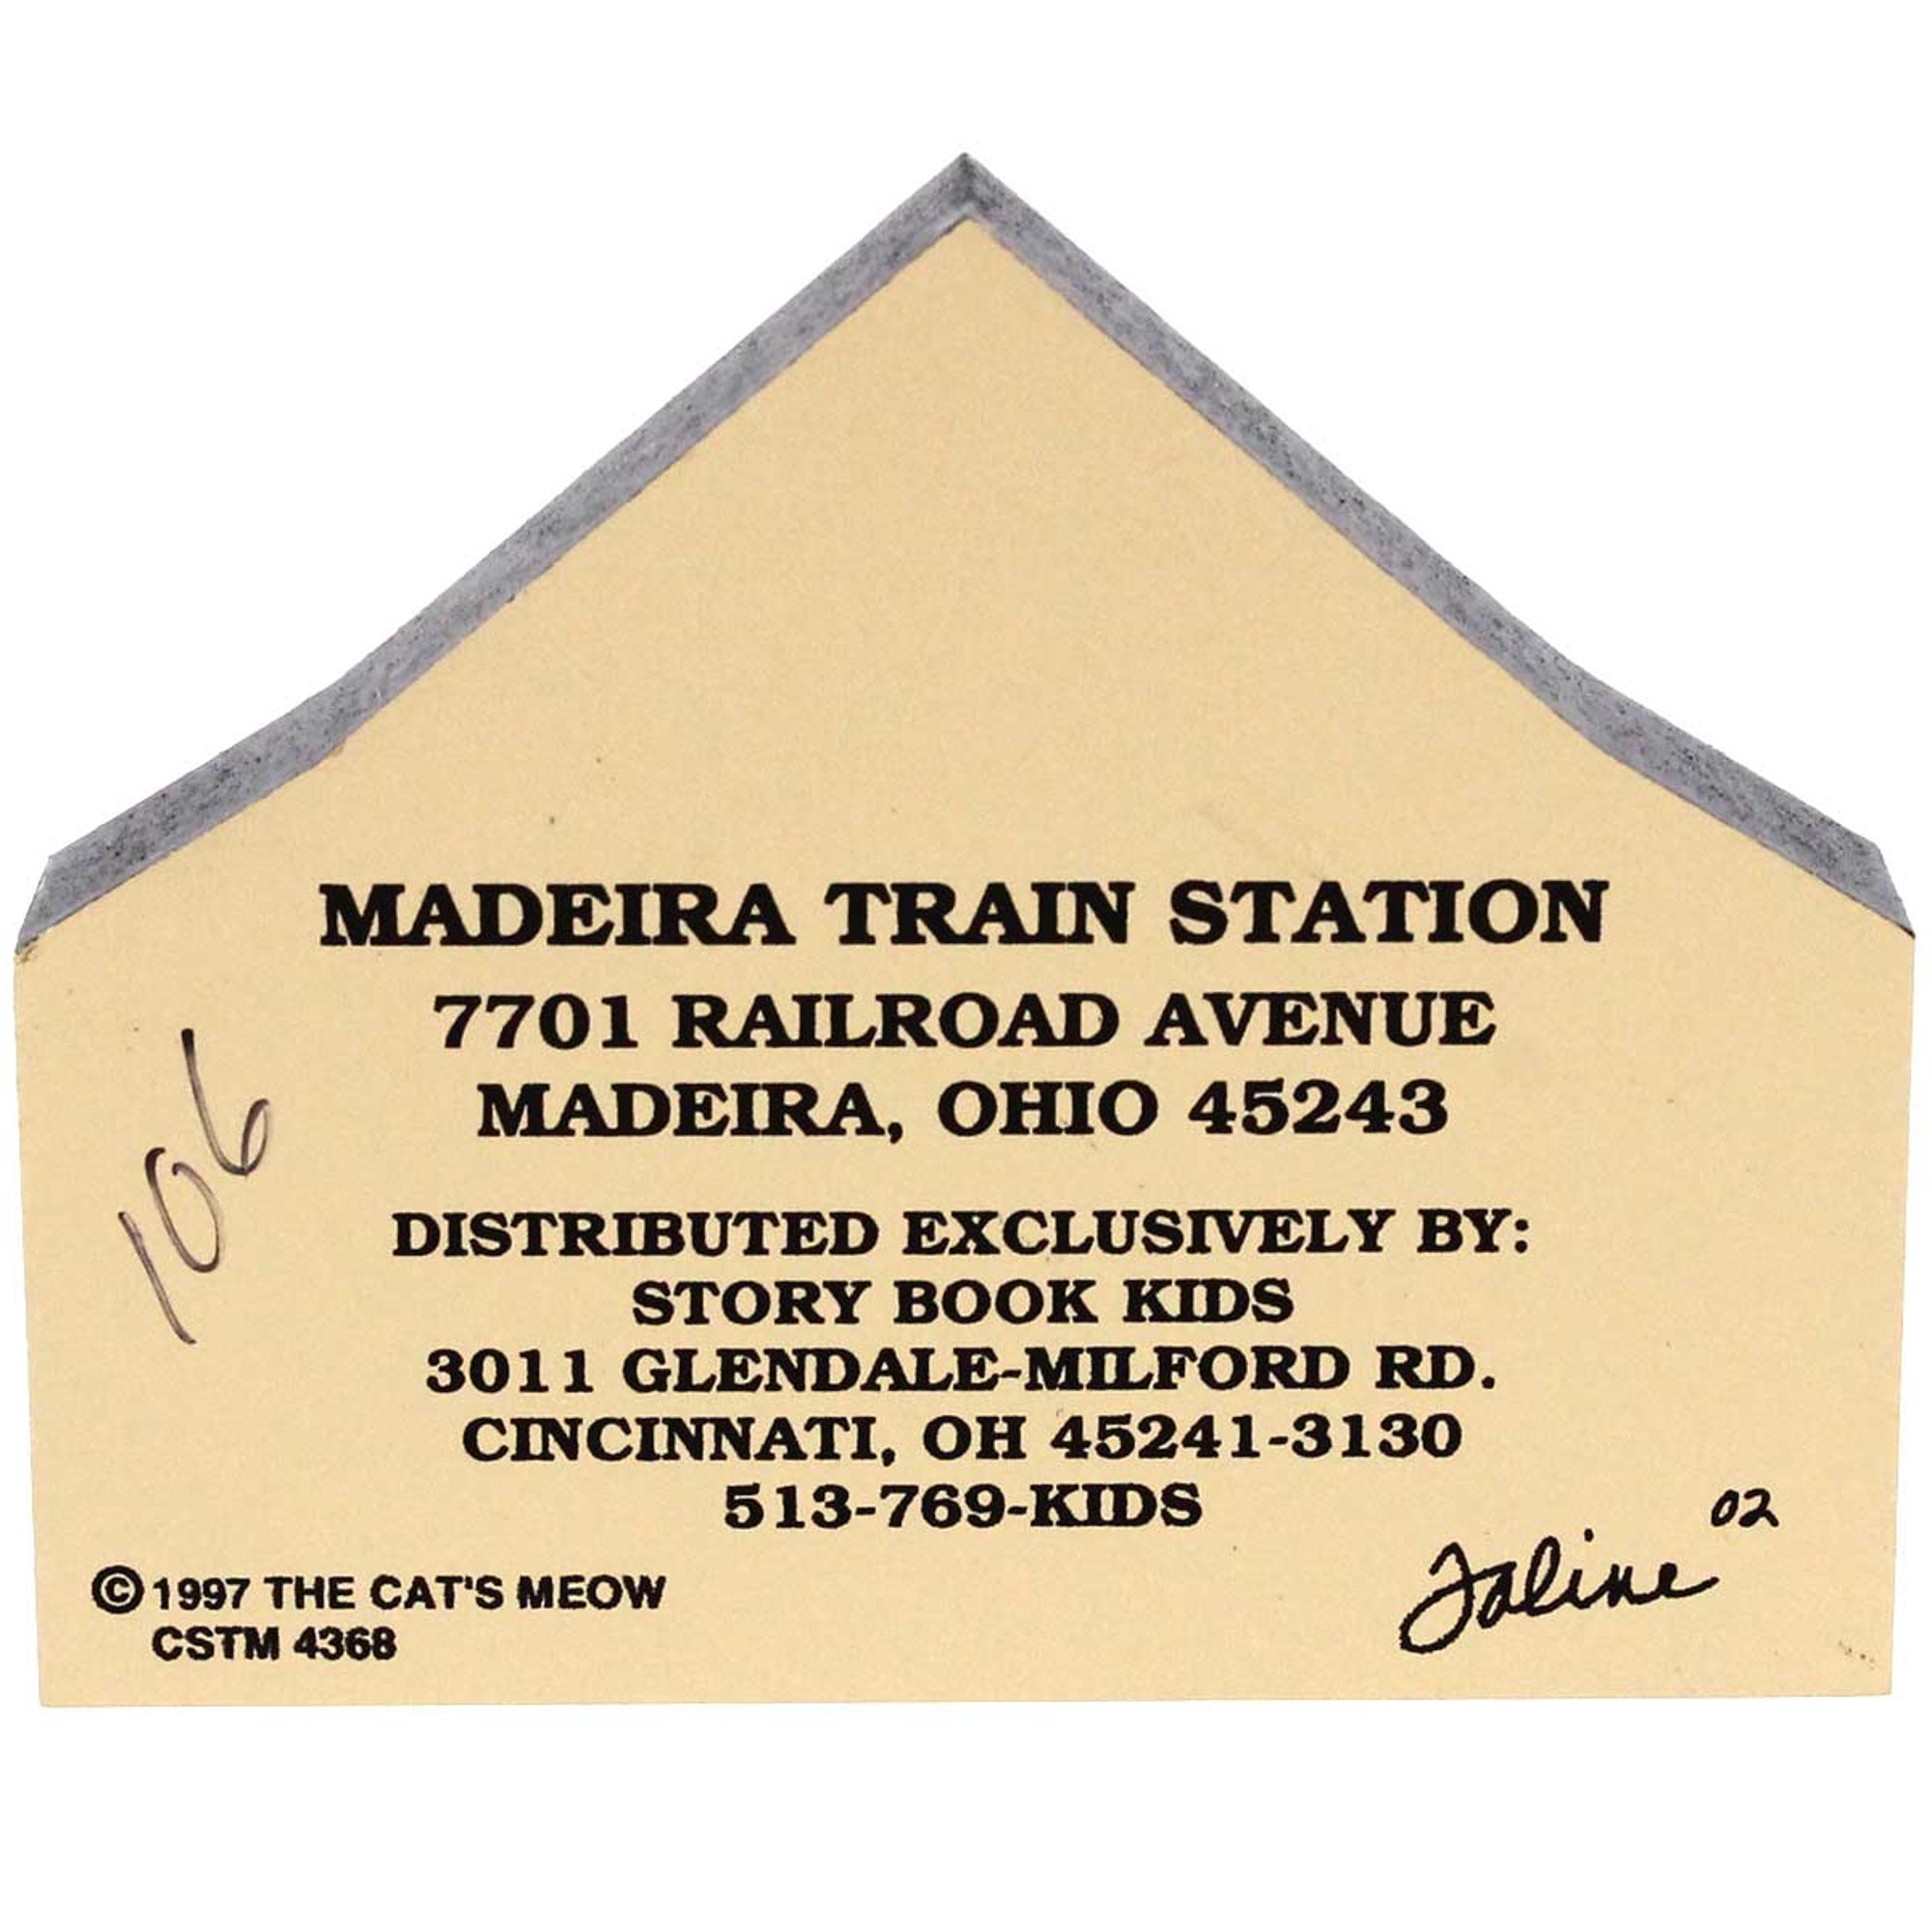 MADEIRA TRAIN STATION
7701 RAILROAD AVENUE
MADEIRA, OHIO 45243
106
DISTRIBUTED EXCLUSIVELY BY:
STORY BOOK KIDS
3011 GLENDALE-MILFORD RD.
CINCINNATI, OH 45241-3130
513-769-KIDS
©1997 THE CAT'S MEOW
CSTM 4368
Faline 02